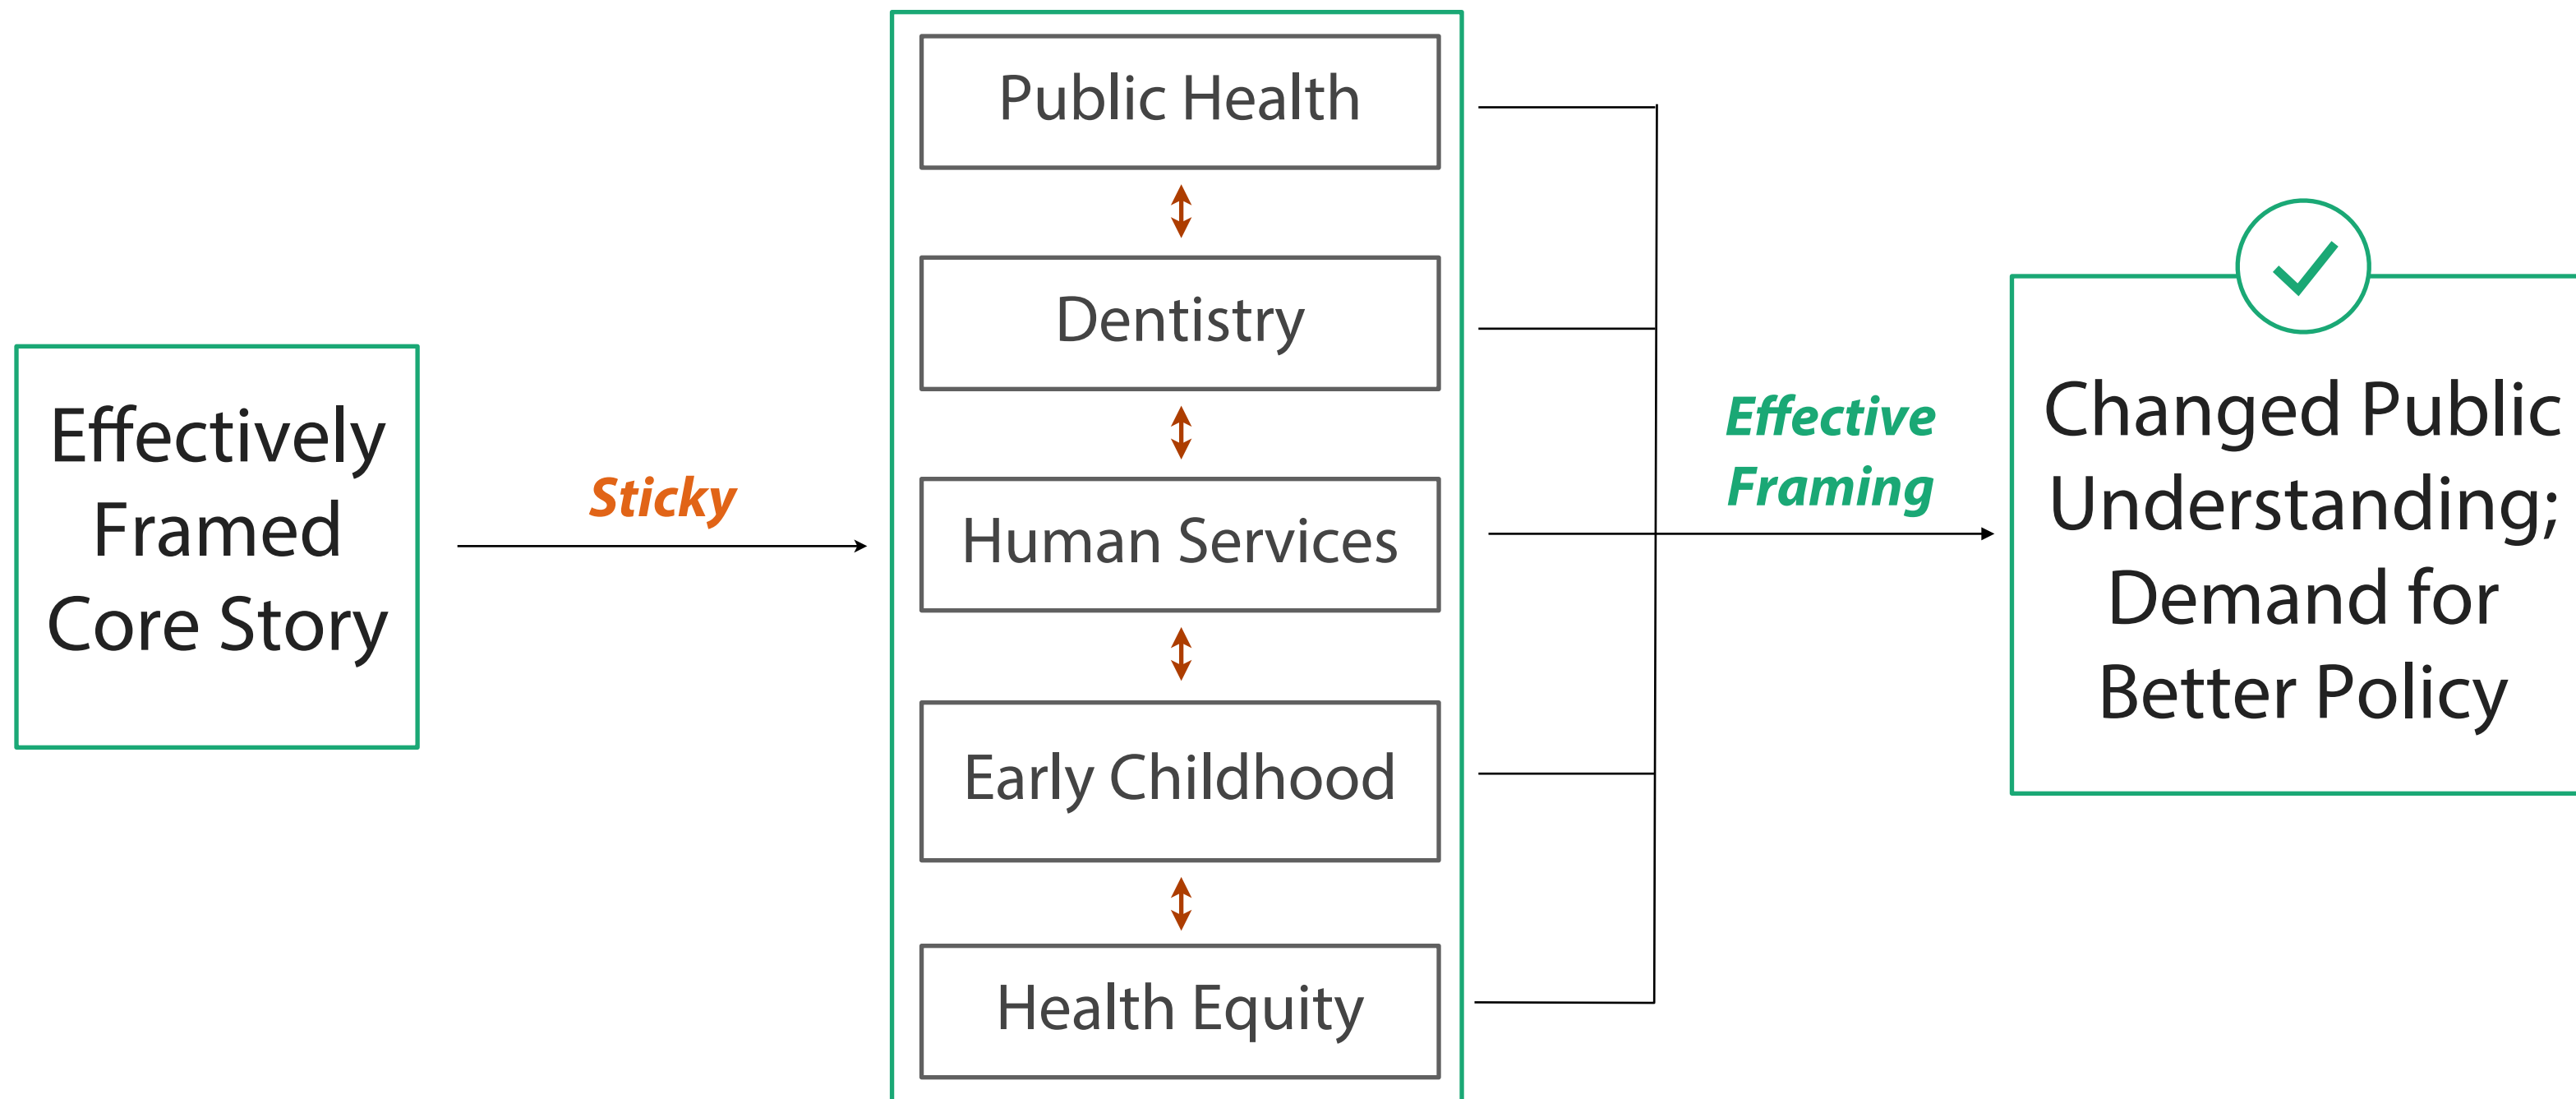 Effectively
Framed
Core Story
Sticky
Public Health
Dentistry
Human Services
Early Childhood
Health Equity
Effective
Framing
Changed Public
Understanding;
Demand for
Better Policy